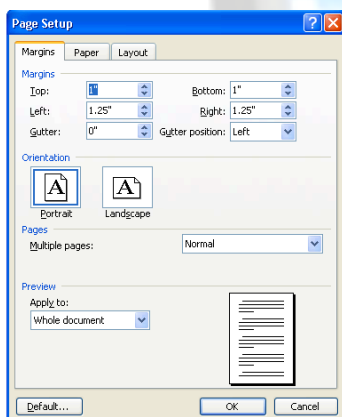 Page Setup
Margins Paper Layout
Margins
Top: 1" Bottom: 1"
Left: 1.25" Right: 1.25"
Gutter: 0" Gutter position: Left
Orientation
A A
Portrait Landscape
Pages
Multiple pages: Normal
Preview
Apply to:
Whole document
Default... OK Cancel